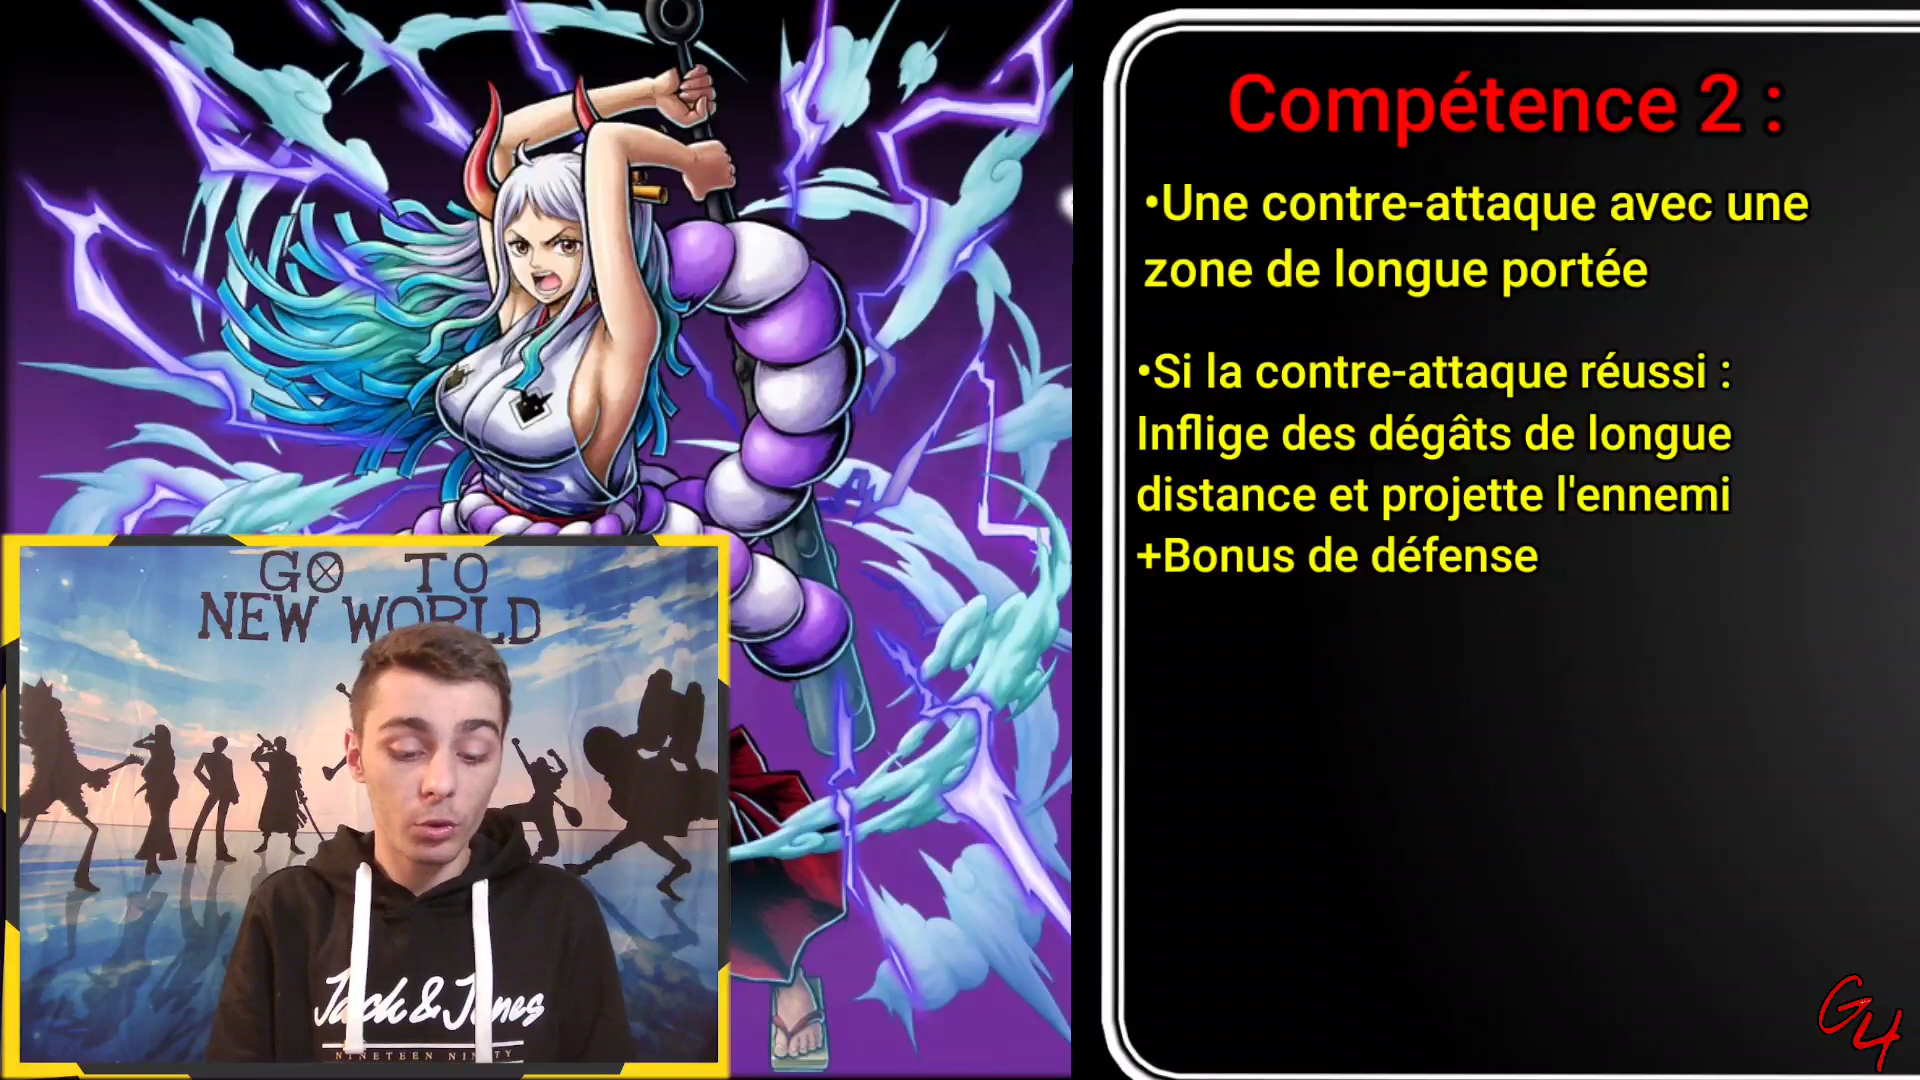 Compétence 2 :
•Une contre-attaque avec une
zone de longue portée
•Si la contre-attaque réussi :
Inflige des dégâts de longue
distance et projette l'ennemi
+Bonus de défense
GO TO
NEW WORLD
Jack & Jones
NINETEEN NINETY
G4